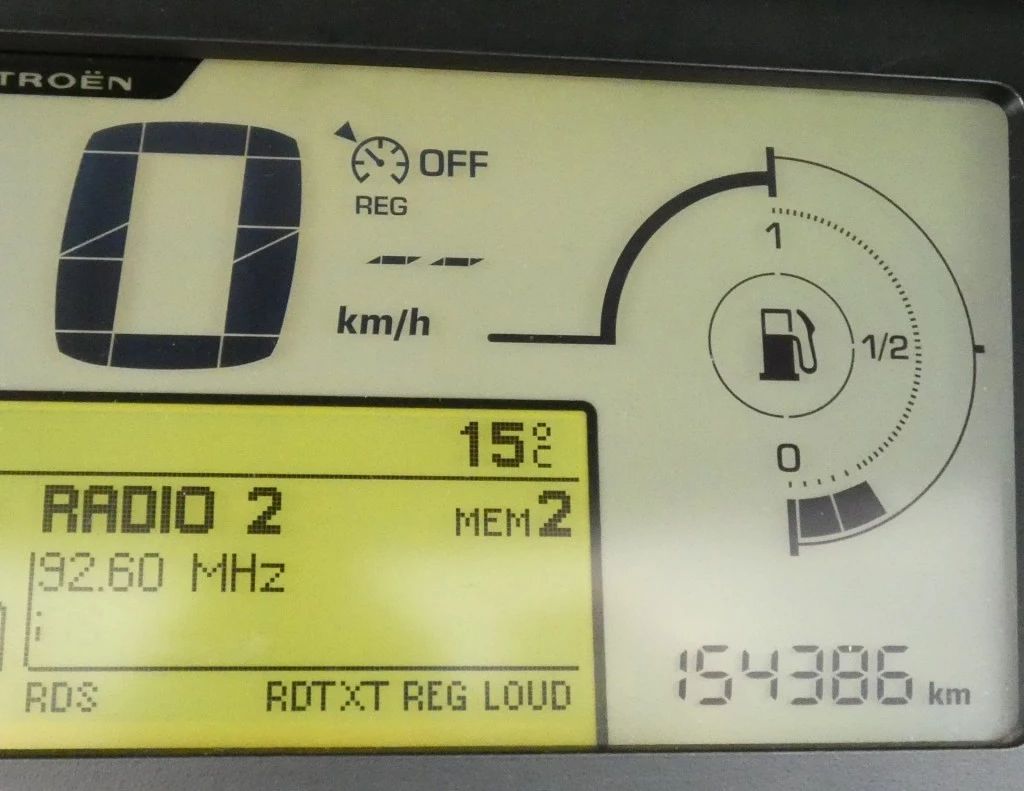 TROËN
0
OFF
REG
-- --
km/h
1
1/2
0
15°C
RADIO 2
MEM 2
92.60 MHz
i
RDS RDTXT REG LOUD
154386 km